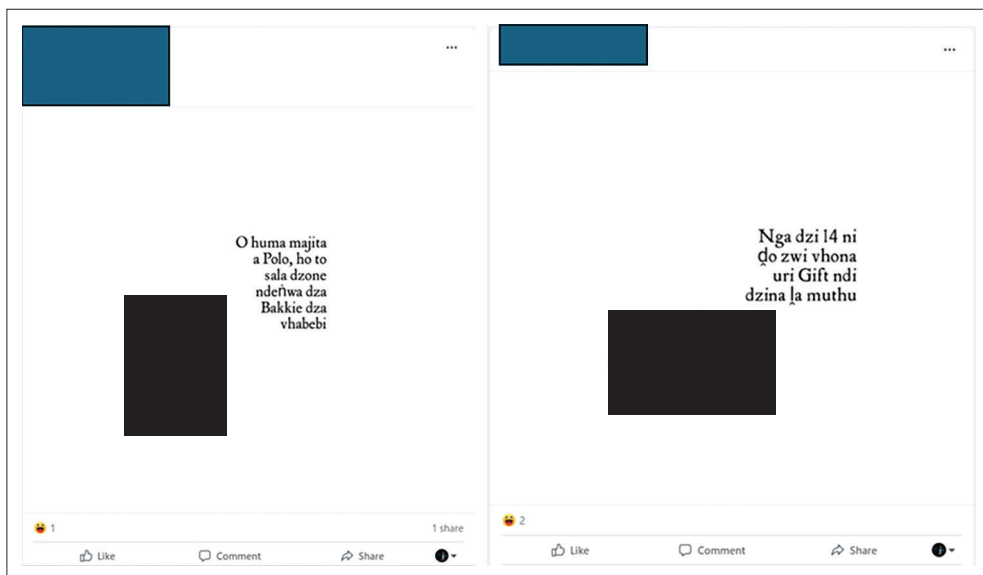 ...
O huma majita
a Polo, ho to
sala dzone
ndeṅwa dza
Bakkie dza
vhabebi
1
1 share
Like
Comment
Share
...
Nga dzi 14 ni
ḓo zwi vhona
uri Gift ndi
dzina ḽa muthu
2
Like
Comment
Share